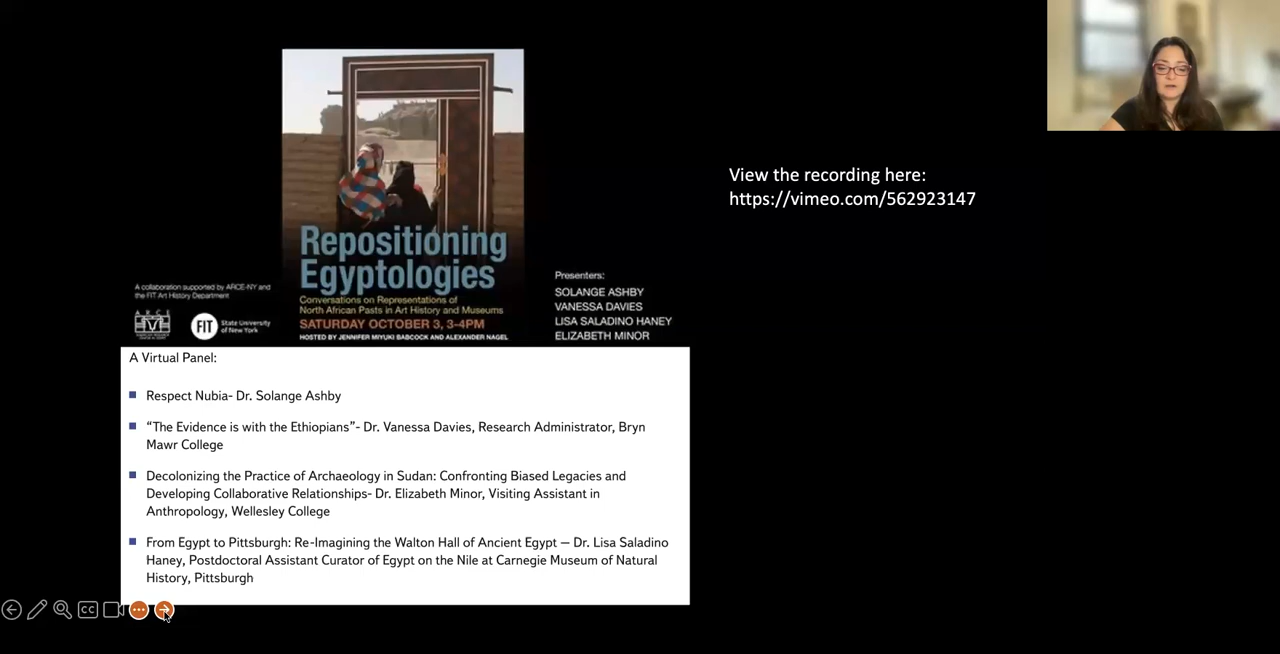 View the recording here:
https://vimeo.com/562923147
Repositioning
Egyptologies
Conversations on Representations of
North African Pasts in Art History and Museums
SATURDAY OCTOBER 3, 3-4PM
HOSTED BY JENNIFER MIYUKI BABCOCK AND ALEXANDER NAGEL
A collaboration supported by ARCE-NY and
the FIT Art History Department
FIT
State University
of New York
Presenters:
SOLANGE ASHBY
VANESSA DAVIES
LISA SALADINO HANEY
ELIZABETH MINOR
A Virtual Panel:
Respect Nubia- Dr. Solange Ashby
“The Evidence is with the Ethiopians”- Dr. Vanessa Davies, Research Administrator, Bryn
Mawr College
Decolonizing the Practice of Archaeology in Sudan: Confronting Biased Legacies and
Developing Collaborative Relationships- Dr. Elizabeth Minor, Visiting Assistant in
Anthropology, Wellesley College
From Egypt to Pittsburgh: Re-Imagining the Walton Hall of Ancient Egypt — Dr. Lisa Saladino
Haney, Postdoctoral Assistant Curator of Egypt on the Nile at Carnegie Museum of Natural
History, Pittsburgh
CC